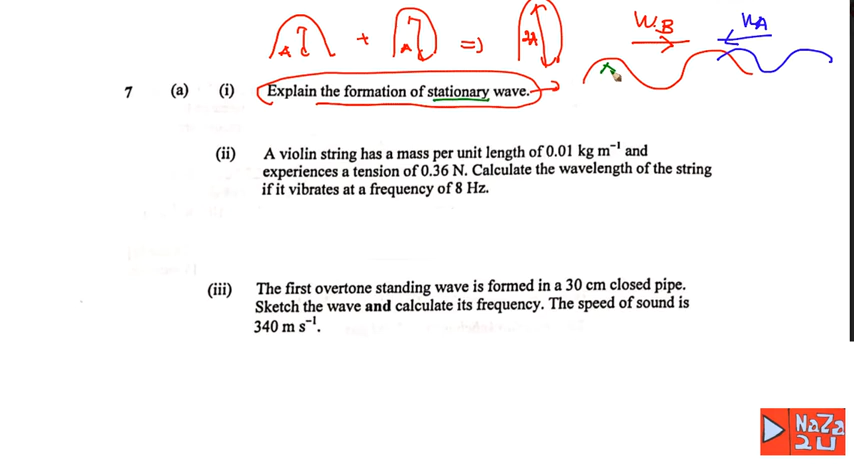 A + A => 2A
W.B WA
7 (a) (i) Explain the formation of stationary wave.
(ii) A violin string has a mass per unit length of 0.01 kg m⁻¹ and
experiences a tension of 0.36 N. Calculate the wavelength of the string
if it vibrates at a frequency of 8 Hz.
(iii) The first overtone standing wave is formed in a 30 cm closed pipe.
Sketch the wave and calculate its frequency. The speed of sound is
340 m s⁻¹.
NaZa
2U